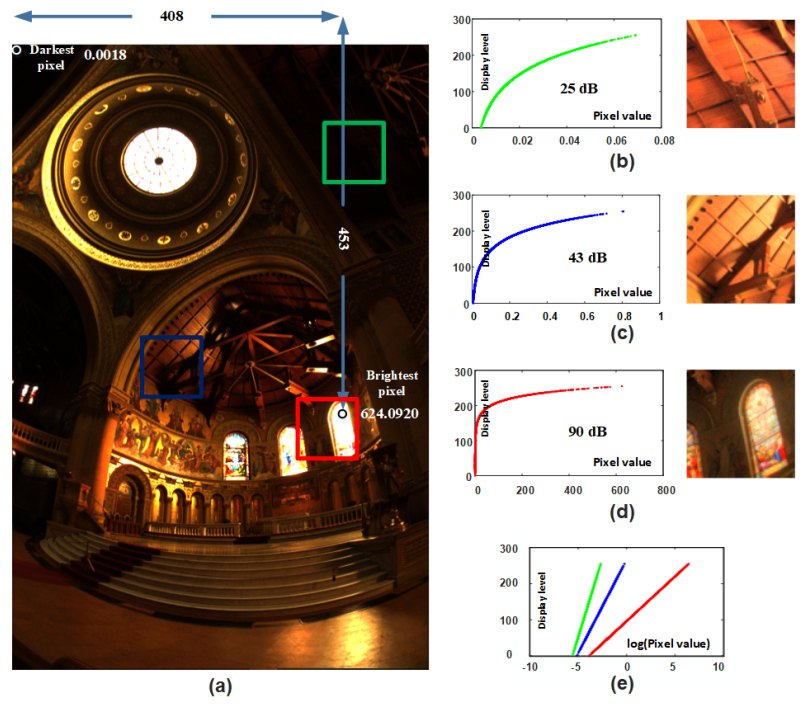 408
Darkest
pixel
0.0018
453
Brightest
pixel
624.0920
(a)
300
200
100
0
Display level
25 dB
Pixel value
0 0.02 0.04 0.06 0.08
(b)
300
200
100
0
Display level
43 dB
Pixel value
0 0.2 0.4 0.6 0.8 1
(c)
300
200
100
0
Display level
90 dB
Pixel value
0 200 400 600 800
(d)
300
200
100
0
Display level
log(Pixel value)
-10 -5 0 5 10
(e)